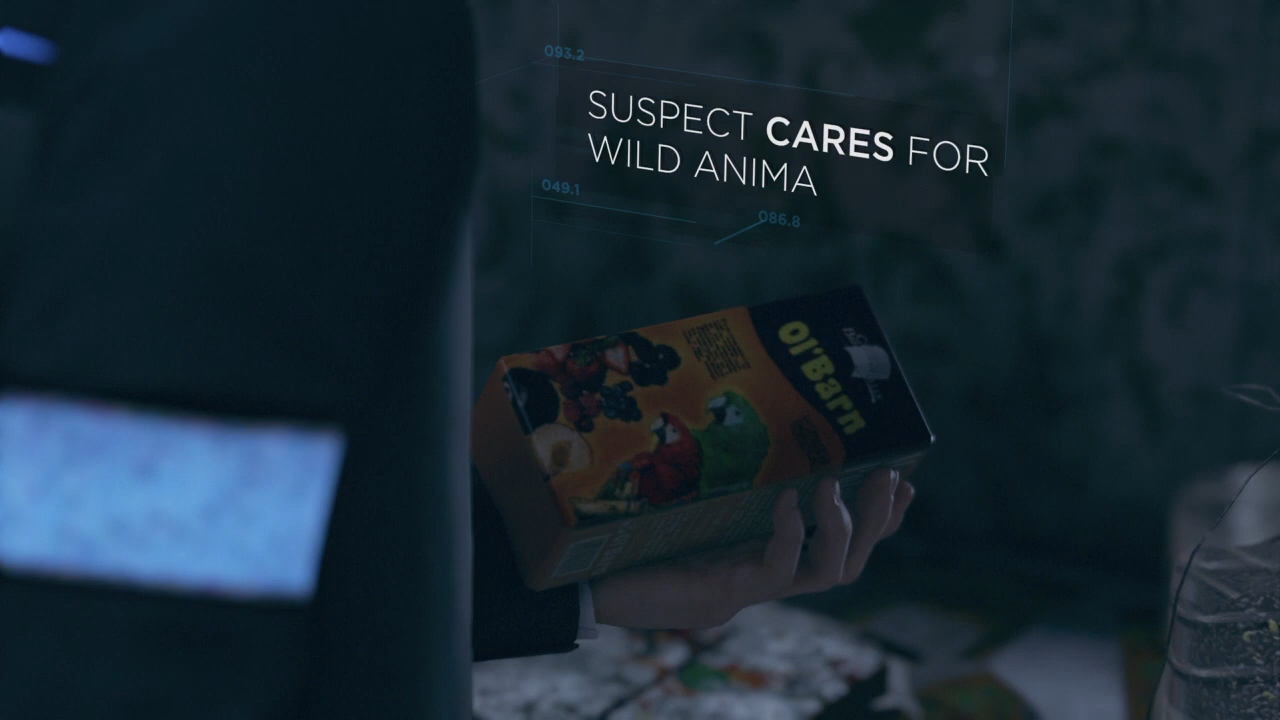 093.2
SUSPECT CARES FOR
WILD ANIMA
049.1
086.8
Ol'Barn